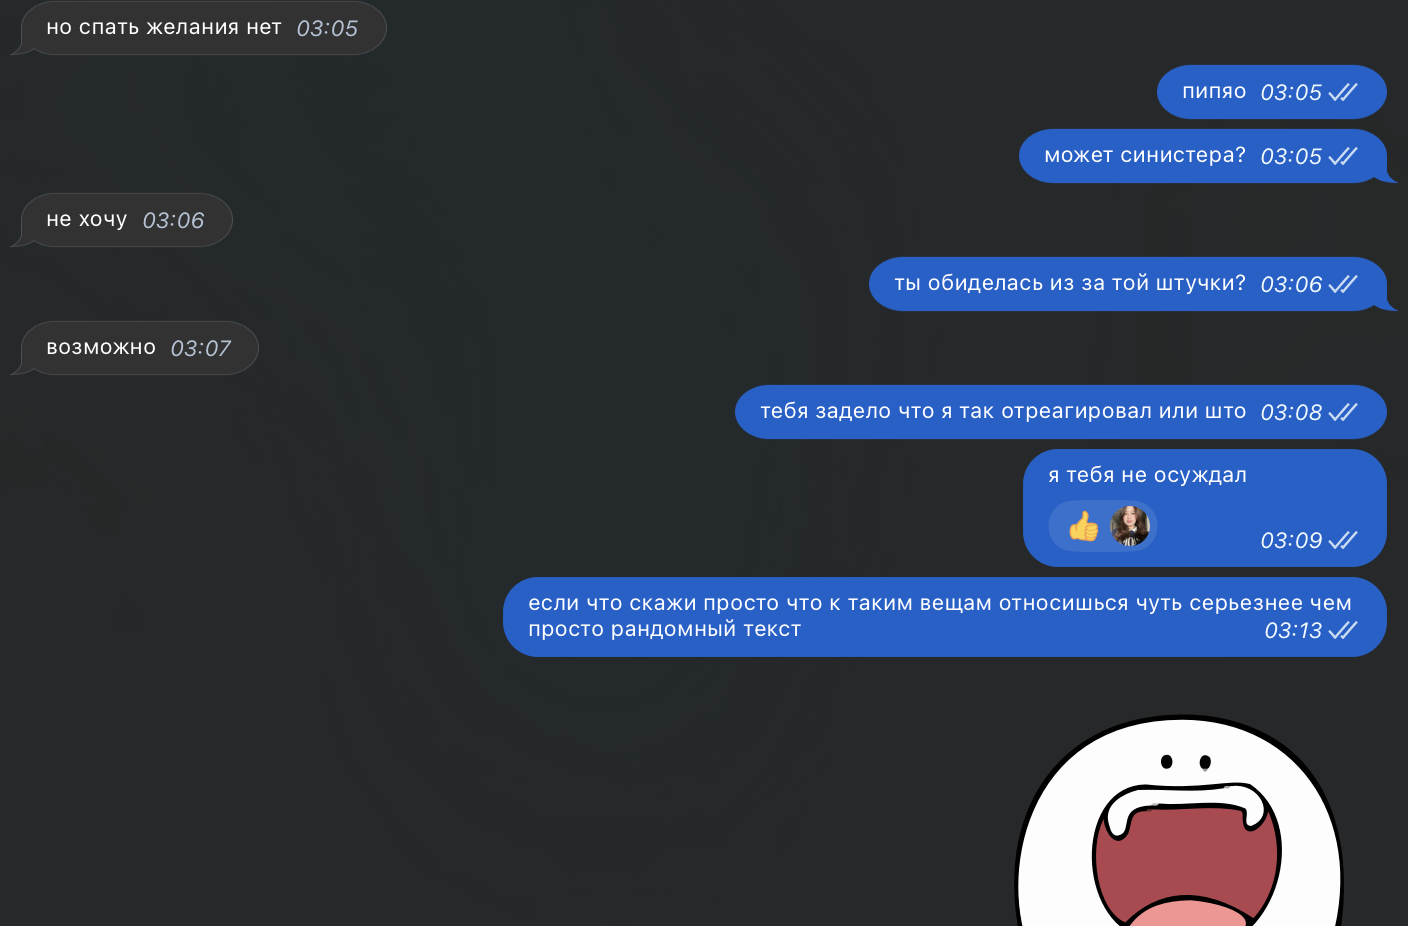 но спать желания нет 03:05
пипяо 03:05
может синистера? 03:05
не хочу 03:06
ты обиделась из за той штучки? 03:06
возможно 03:07
тебя задело что я так отреагировал или што 03:08
я тебя не осуждал
03:09
если что скажи просто что к таким вещам относишься чуть серьезнее чем
просто рандомный текст 03:13